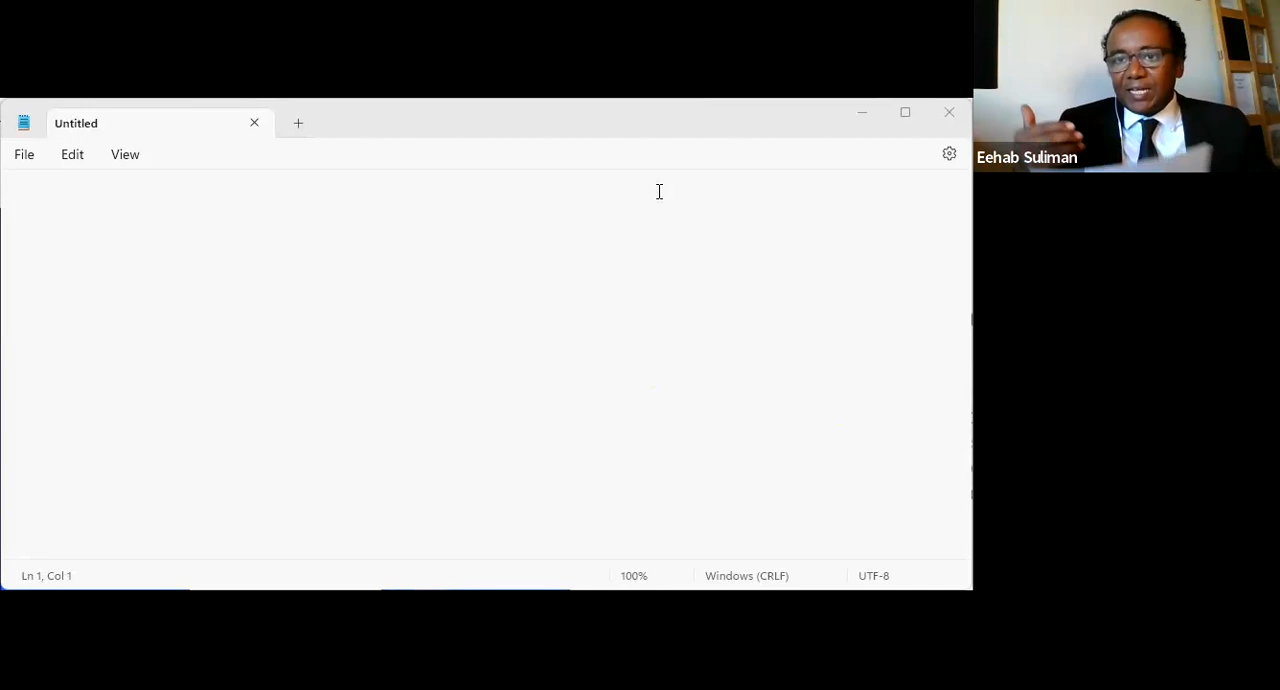 Untitled
File Edit View
Ln 1, Col 1 100% Windows (CRLF) UTF-8
Eehab Suliman